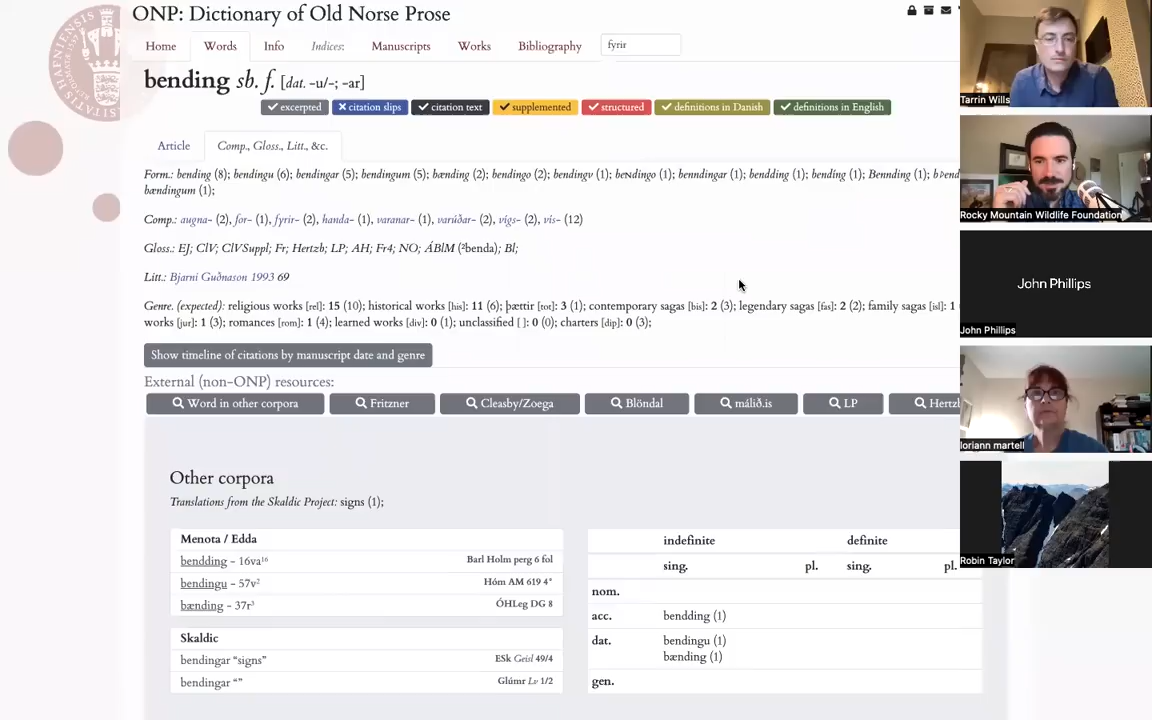 ONP: Dictionary of Old Norse Prose
Home Words Info Indices: Manuscripts Works Bibliography fyrir
bending sb. f. [dat. -u/-; -ar]
excerpted citation slips citation text supplemented structured definitions in Danish definitions in English
Article Comp., Gloss., Litt., &c.
Form.: bending (8); bendingu (6); bendingar (5); bendingum (5); bænding (2); bendingo (2); bendingv (1); benndingar (1); bendding (1); bending (1); Bennding (1);
bændingum (1);
Comp.: augna- (2), for- (1), fyrir- (2), handa- (1), varanar- (1), varúðar- (2), vígs- (2), vis- (12)
Gloss.: EJ; ClV; ClVSuppl; Fr; Hertzb; LP; AH; Fr4; NO; ÁBlM (²benda); Bl;
Litt.: Bjarni Guðnason 1993 69
Genre. (expected): religious works [rel]: 15 (10); historical works [his]: 11 (6); þættir [tot]: 3 (1); contemporary sagas [bis]: 2 (3); legendary sagas [fas]: 2 (2); family sagas [isl]: 1
works [jur]: 1 (3); romances [rom]: 1 (4); learned works [div]: 0 (1); unclassified [ ]: 0 (0); charters [dip]: 0 (3);
Show timeline of citations by manuscript date and genre
External (non-ONP) resources:
Word in other corpora Fritzner Cleasby/Zoega Blöndal málið.is LP
Other corpora
Translations from the Skaldic Project: signs (1);
Menota / Edda
bendding - 16va¹⁶ Barl Holm perg 6 fol
bendingu - 57v² Hóm AM 619 4°
bænding - 37r³ ÓHLeg DG 8
Skaldic
bendingar “signs” ESk Geisl 49/4
bendingar “” Glúmr Lv 1/2
indefinite definite
sing. pl. sing. pl.
nom.
acc. bendding (1)
dat. bendingu (1)
bænding (1)
gen.
Tarrin Wills
Rocky Mountain Wildlife Foundation
John Phillips
John Phillips
loriann martell
Robin Taylor